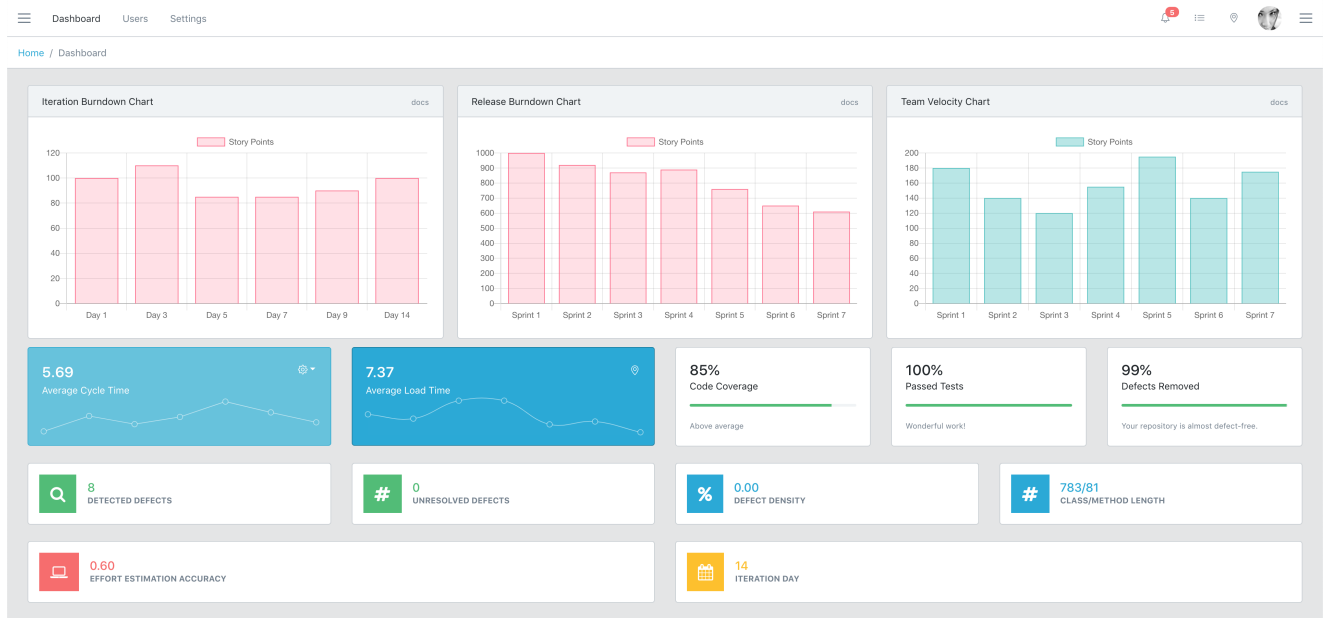 Dashboard Users Settings 5
Home / Dashboard
Iteration Burndown Chart docs
Story Points
120
100
80
60
40
20
0
Day 1 Day 3 Day 5 Day 7 Day 9 Day 14
Release Burndown Chart docs
Story Points
1000
900
800
700
600
500
400
300
200
100
0
Sprint 1 Sprint 2 Sprint 3 Sprint 4 Sprint 5 Sprint 6 Sprint 7
Team Velocity Chart docs
Story Points
200
180
160
140
120
100
80
60
40
20
0
Sprint 1 Sprint 2 Sprint 3 Sprint 4 Sprint 5 Sprint 6 Sprint 7
5.69
Average Cycle Time
7.37
Average Load Time
85%
Code Coverage
Above average
100%
Passed Tests
Wonderful work!
99%
Defects Removed
Your repository is almost defect-free.
8
DETECTED DEFECTS
#
0
UNRESOLVED DEFECTS
%
0.00
DEFECT DENSITY
#
783/81
CLASS/METHOD LENGTH
0.60
EFFORT ESTIMATION ACCURACY
14
ITERATION DAY